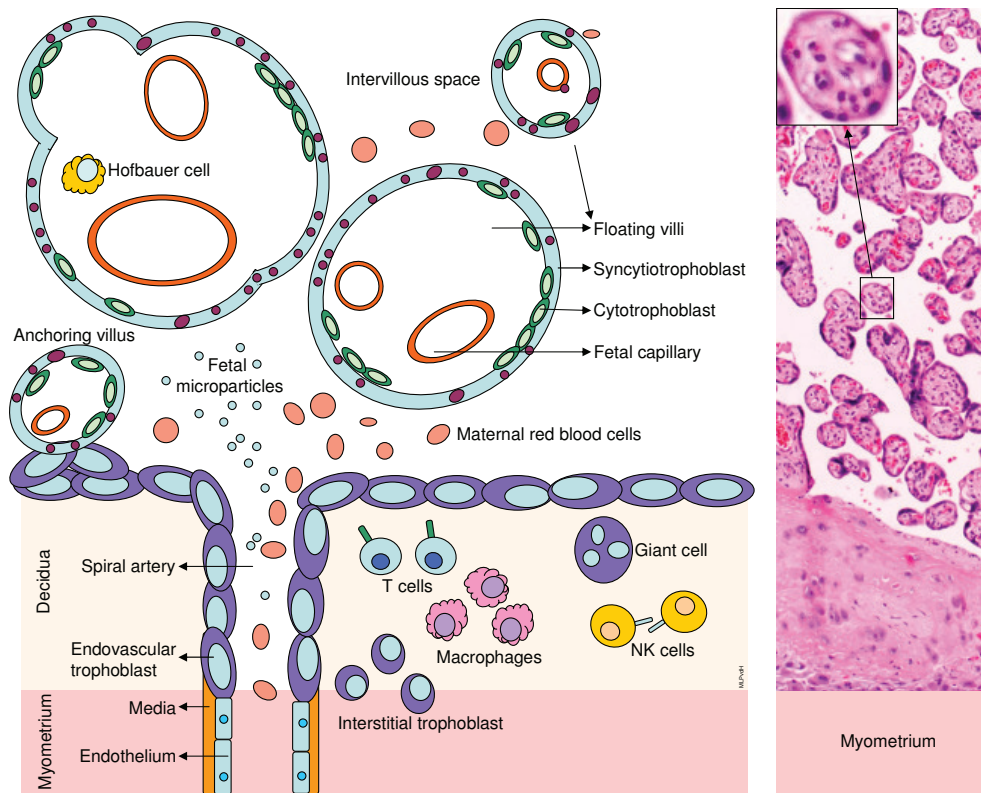 Intervillous space
Hofbauer cell
Floating villi
Syncytiotrophoblast
Cytotrophoblast
Fetal capillary
Anchoring villus
Fetal
microparticles
Maternal red blood cells
Decidua
Spiral artery
T cells
Giant cell
Macrophages
NK cells
Endovascular
trophoblast
Interstitial trophoblast
MLPvdH
Myometrium
Media
Endothelium
Myometrium